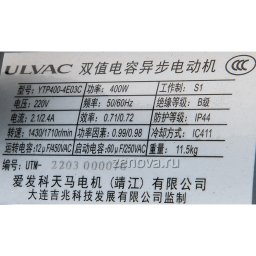 ULVAC 双值电容异步电动机
型号: YTP400-4E03C 功率: 400W 工作制: S1
电压: 220V 频率: 50/60Hz 绝缘等级: B级
电流: 2.1/2.4A 效率: 0.71/0.72 防护等级: IP44
转速: 1430/1710r/min 功率因素: 0.99/0.98 冷却方式: IC411
运转电容: 12μF/450VAC 启动电容: 60μF/250VAC 重量: 11.5kg
编号: UTM- 2203 000076
zenova.ru
爱发科天马电机（靖江）有限公司
大连吉兆科技发展有限公司